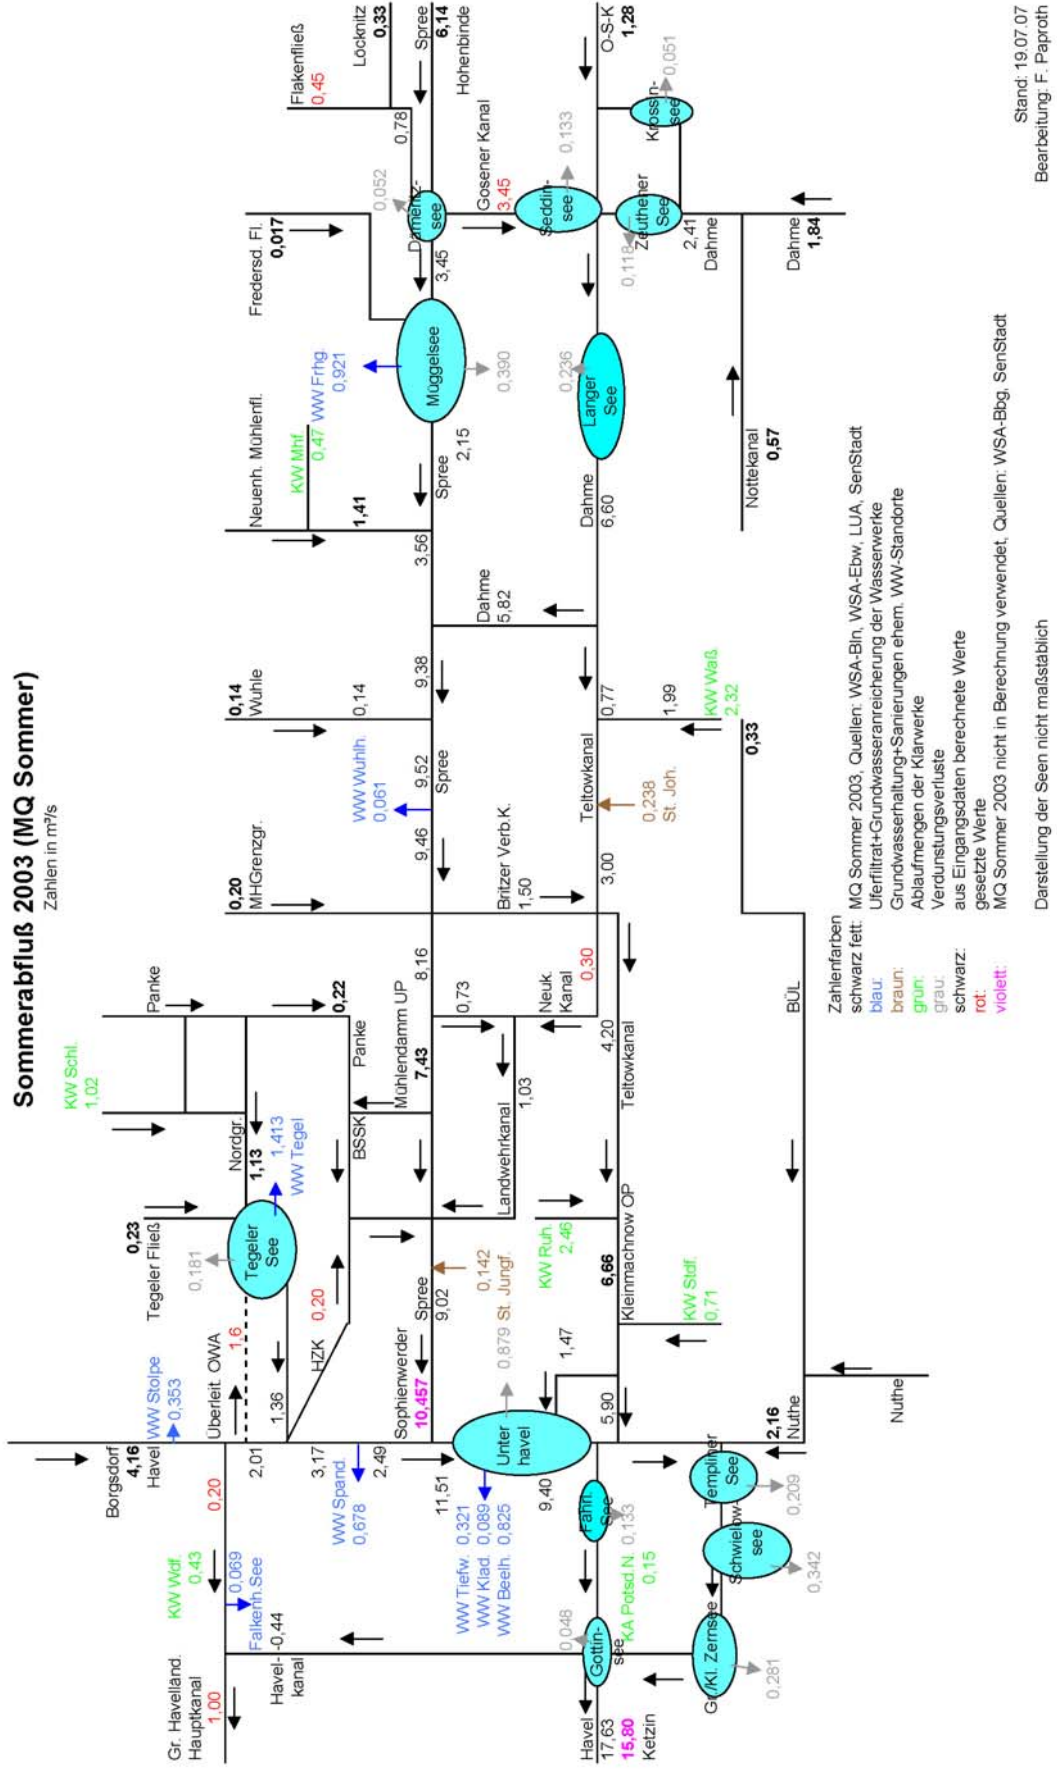 Sommerabfluß 2003 (MQ Sommer)
Zahlen in m³/s
Borgsdorf
4,16
Havel
WW Stolpe
0,353
Tegeler Fließ
0,23
KW Schl.
1,02
Panke
0,20
MHGrenzgr.
0,14
Wuhle
Neuenh. Mühlenfl.
KW Mhf.
0,47
WW Frhg.
0,921
Fredersd. Fl.
0,017
Flakenfließ
0,45
Löcknitz
0,33
Spree
6,14
Hohenbinde
Gr. Havelland.
Hauptkanal
1,00
KW Wdf.
0,43
0,20
0,069
Falkenh.See
Überleit. OWA
1,6
0,181
Nordgr.
1,13
1,413
WW Tegel
Tegeler
See
0,22
Panke
2,01
1,36
HZK
0,20
BSSK
Mühlendamm UP
7,43
8,16
WW Wuhlh.
0,061
0,14
1,41
0,052
0,78
Dämeritz-
see
Havel-
kanal
-0,44
3,17
WW Spand.
0,678
2,49
Sophienwerder
10,457
Spree
9,02
9,46
9,52
Spree
9,38
3,56
Spree
2,15
Müggelsee
0,390
3,45
Gosener Kanal
3,45
11,51
Unter
havel
0,879
0,142
St. Jungf.
Landwehrkanal
1,03
0,73
Neuk.
Kanal
0,30
Britzer Verb.K.
1,50
Dahme
5,82
WW Tiefw. 0,321
WW Klad. 0,089
WW Beelh. 0,825
9,40
1,47
KW Ruh.
2,46
Teltowkanal
3,00
0,77
Dahme
6,60
Langer
See
0,236
Seddin-
see
0,133
O-S-K
1,28
0,048
Gottin-
see
Fahrl.
See
0,133
KA Potsd.N.
0,15
5,90
Kleinmachnow OP
6,66
Teltowkanal
4,20
0,238
St. Joh.
1,99
KW Waß.
2,32
0,118
Zeuthener
See
Krossin-
see
0,051
2,41
Dahme
Havel
17,63
15,80
Ketzin
Gr./Kl. Zernsee
0,281
Schwielow-
see
0,342
Templiner
See
0,209
KW Stdf.
0,71
2,16
Nuthe
Nuthe
BÜL
0,33
Nottekanal
0,57
Dahme
1,84
Zahlenfarben
schwarz fett: MQ Sommer 2003, Quellen: WSA-Bln, WSA-Ebw, LUA, SenStadt
blau: Uferfiltrat+Grundwasseranreicherung der Wasserwerke
braun: Grundwasserhaltung+Sanierungen ehem. WW-Standorte
grün: Ablaufmengen der Klärwerke
grau: Verdunstungsverluste
schwarz: aus Eingangsdaten berechnete Werte
rot: gesetzte Werte
violett: MQ Sommer 2003 nicht in Berechnung verwendet, Quellen: WSA-Bbg, SenStadt
Darstellung der Seen nicht maßstäblich
Stand: 19.07.07
Bearbeitung: F. Paproth